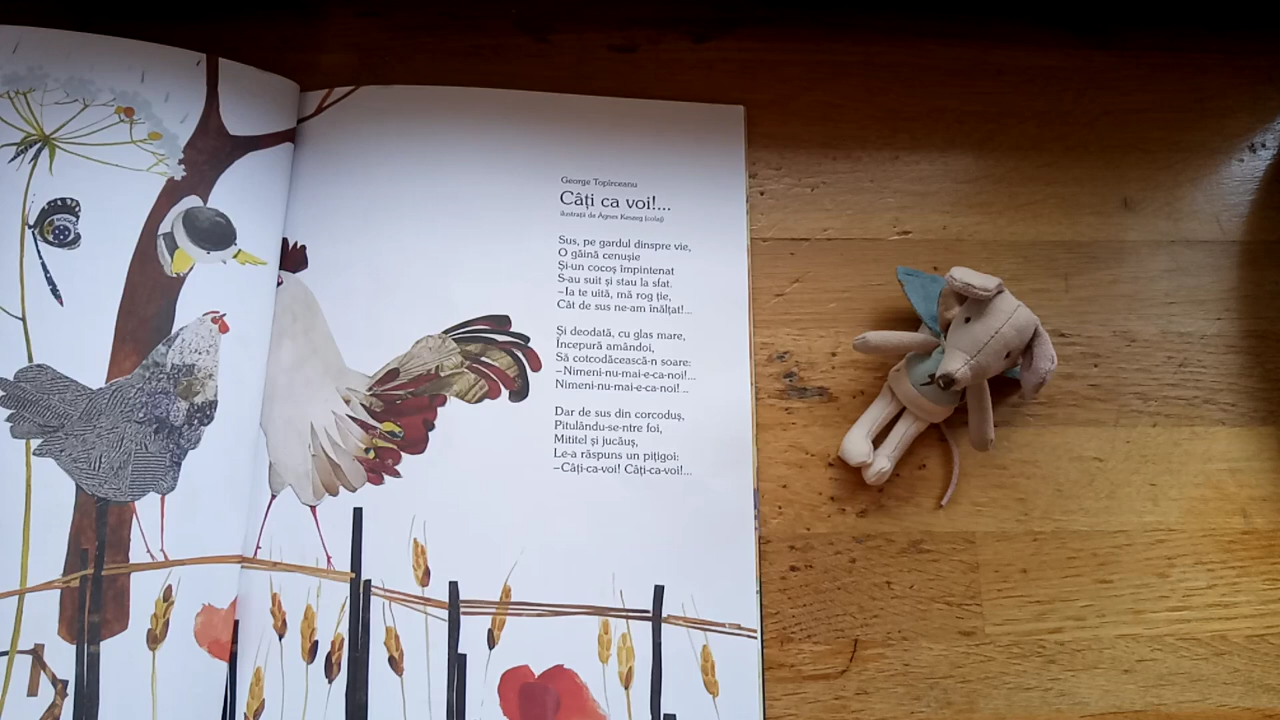 George Topîrceanu
Câți ca voi!...
ilustrații de Ágnes Keszeg (colaj)
Sus, pe gardul dinspre vie,
O găină cenușie
Și-un cocoș împintenat
S-au suit și stau la sfat.
–Ia te uită, mă rog ție,
Cât de sus ne-am înălțat!...
Și deodată, cu glas mare,
Începură amândoi,
Să cotcodăcească-n soare:
–Nimeni-nu-mai-e-ca-noi!...
Nimeni-nu-mai-e-ca-noi!...
Dar de sus din corcoduș,
Pitulându-se-ntre foi,
Mititel și jucăuș,
Le-a răspuns un pițigoi:
–Câți-ca-voi! Câți-ca-voi!...